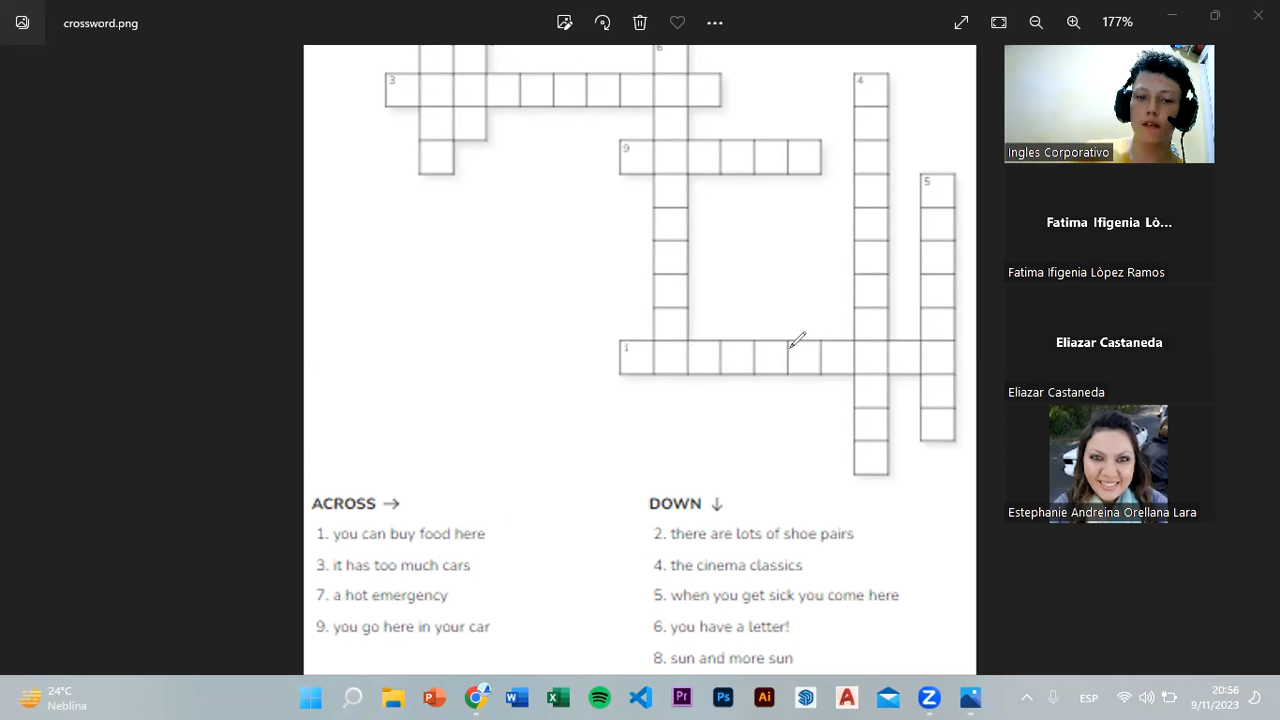 crossword.png
177%
6
3
4
9
5
1
Ingles Corporativo
Fatima Ifigenia Lò...
Fatima Ifigenia Lòpez Ramos
Eliazar Castaneda
Eliazar Castaneda
Estephanie Andreina Orellana Lara
ACROSS →
1. you can buy food here
3. it has too much cars
7. a hot emergency
9. you go here in your car
DOWN ↓
2. there are lots of shoe pairs
4. the cinema classics
5. when you get sick you come here
6. you have a letter!
8. sun and more sun
24°C
Neblina
P
W
X
Pr
Ps
Ai
A
Z
ESP
20:56
9/11/2023